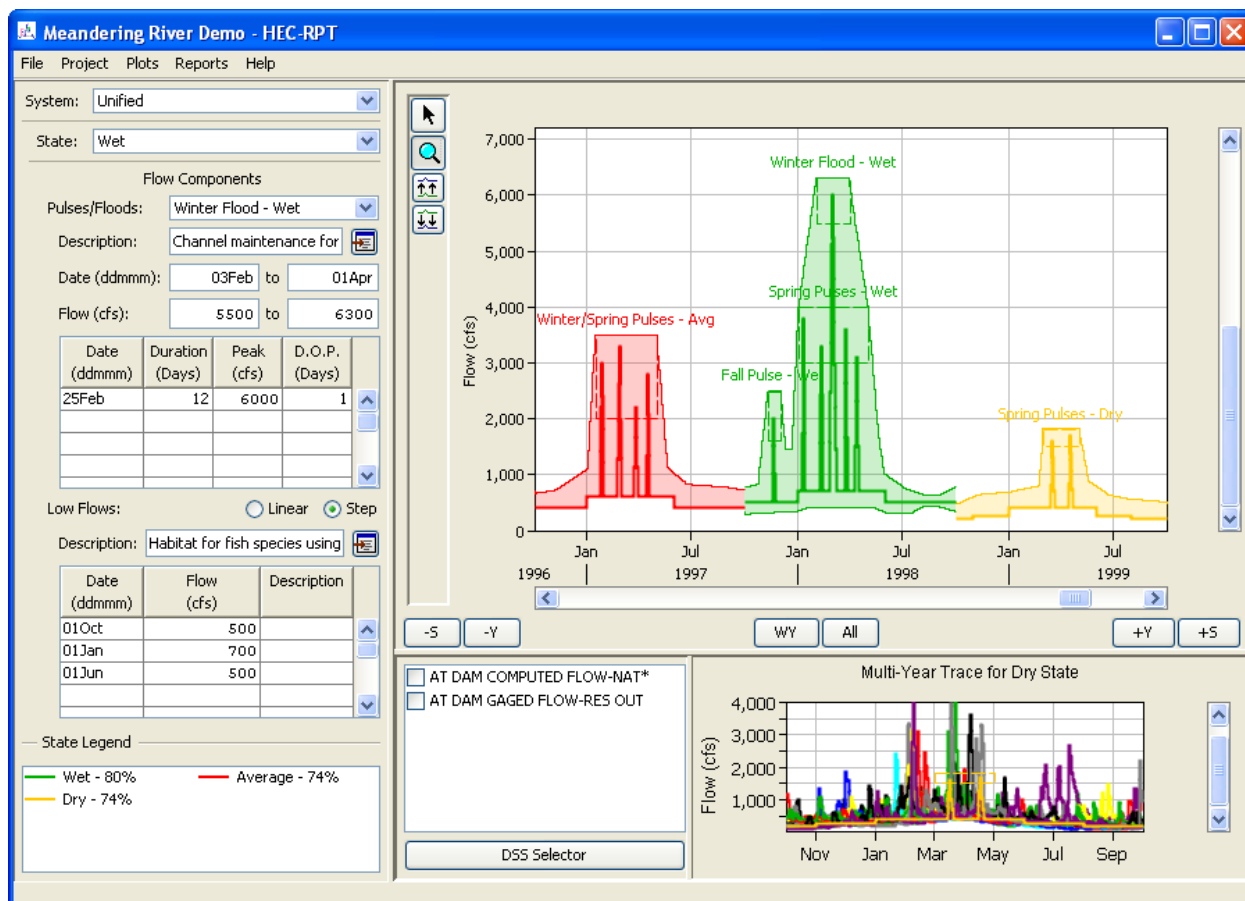 Meandering River Demo - HEC-RPT
File Project Plots Reports Help
System: Unified
State: Wet
Flow Components
Pulses/Floods: Winter Flood - Wet
Description: Channel maintenance for
Date (ddmmm): 03Feb to 01Apr
Flow (cfs): 5500 to 6300
Date Duration Peak D.O.P.
(ddmmm) (Days) (cfs) (Days)
25Feb 12 6000 1
Low Flows: Linear Step
Description: Habitat for fish species using
Date Flow Description
(ddmmm) (cfs)
01Oct 500
01Jan 700
01Jun 500
State Legend
Wet - 80% Average - 74%
Dry - 74%
Flow (cfs)
7,000
6,000
5,000
4,000
3,000
2,000
1,000
0
Winter Flood - Wet
Spring Pulses - Wet
Winter/Spring Pulses - Avg
Fall Pulse - We
Spring Pulses - Dry
Jan Jul Jan Jul Jan Jul
1996 1997 1998 1999
-S -Y WY All +Y +S
AT DAM COMPUTED FLOW-NAT*
AT DAM GAGED FLOW-RES OUT
DSS Selector
Multi-Year Trace for Dry State
Flow (cfs)
4,000
3,000
2,000
1,000
Nov Jan Mar May Jul Sep